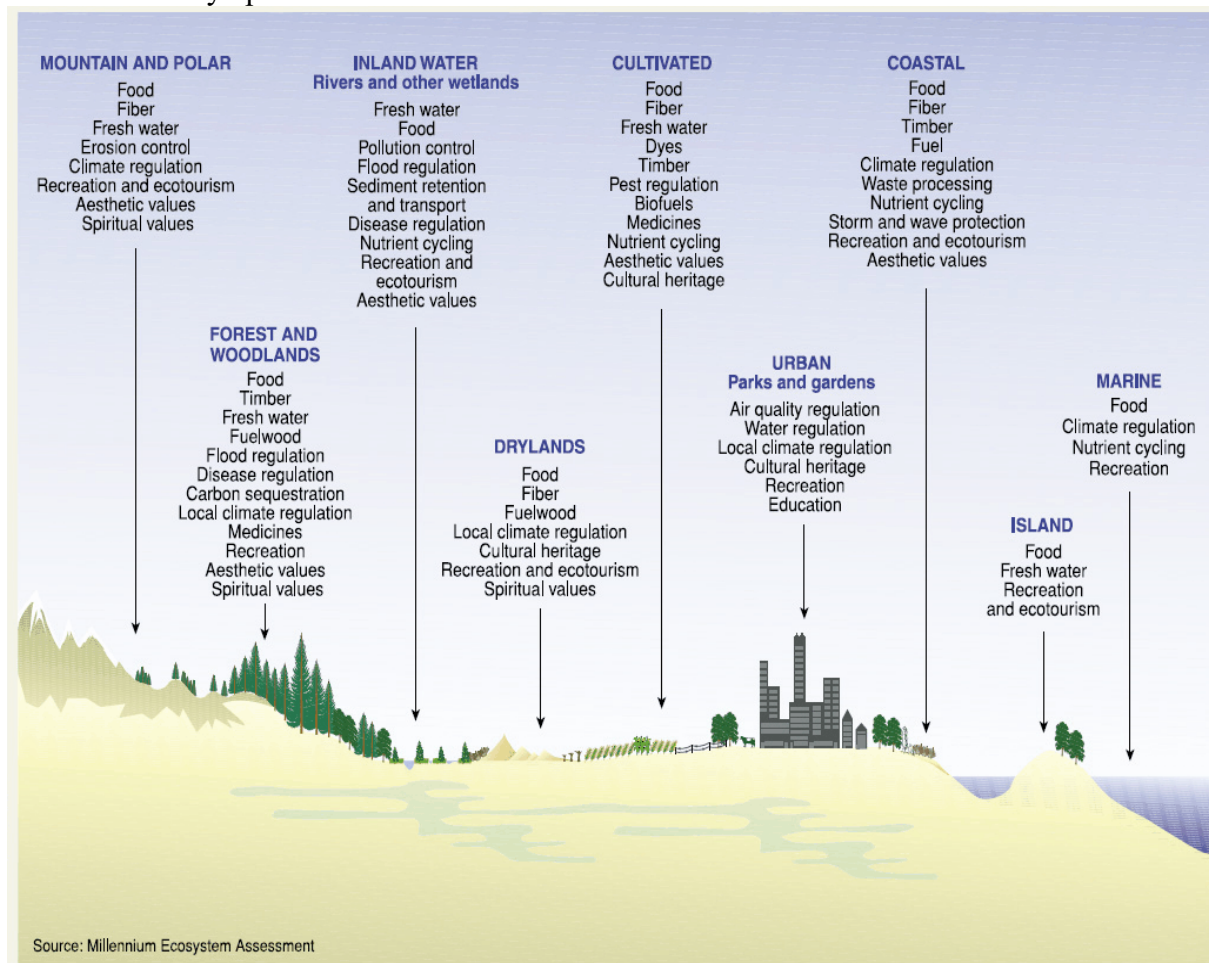 MOUNTAIN AND POLAR
Food
Fiber
Fresh water
Erosion control
Climate regulation
Recreation and ecotourism
Aesthetic values
Spiritual values
INLAND WATER
Rivers and other wetlands
Fresh water
Food
Pollution control
Flood regulation
Sediment retention
and transport
Disease regulation
Nutrient cycling
Recreation and
ecotourism
Aesthetic values
CULTIVATED
Food
Fiber
Fresh water
Dyes
Timber
Pest regulation
Biofuels
Medicines
Nutrient cycling
Aesthetic values
Cultural heritage
COASTAL
Food
Fiber
Timber
Fuel
Climate regulation
Waste processing
Nutrient cycling
Storm and wave protection
Recreation and ecotourism
Aesthetic values
FOREST AND
WOODLANDS
Food
Timber
Fresh water
Fuelwood
Flood regulation
Disease regulation
Carbon sequestration
Local climate regulation
Medicines
Recreation
Aesthetic values
Spiritual values
DRYLANDS
Food
Fiber
Fuelwood
Local climate regulation
Cultural heritage
Recreation and ecotourism
Spiritual values
URBAN
Parks and gardens
Air quality regulation
Water regulation
Local climate regulation
Cultural heritage
Recreation
Education
MARINE
Food
Climate regulation
Nutrient cycling
Recreation
ISLAND
Food
Fresh water
Recreation
and ecotourism
Source: Millennium Ecosystem Assessment